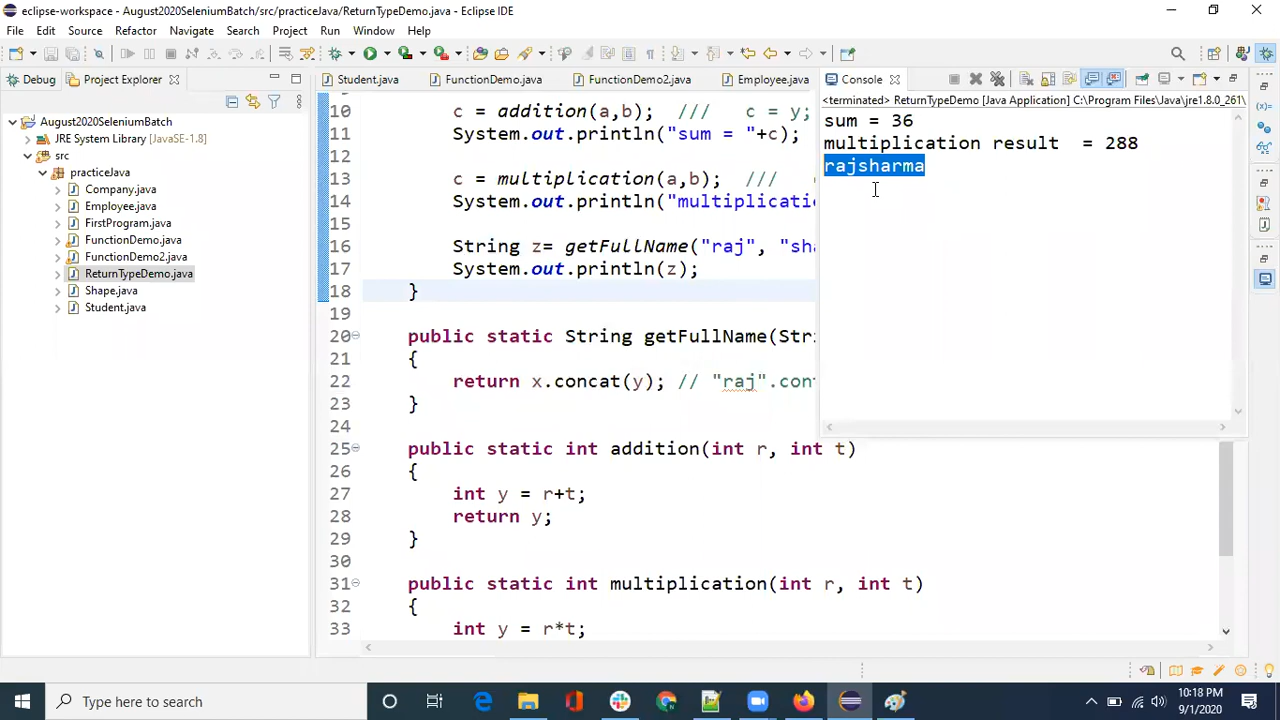 eclipse-workspace - August2020SeleniumBatch/src/practiceJava/ReturnTypeDemo.java - Eclipse IDE
File Edit Source Refactor Navigate Search Project Run Window Help
Debug Project Explorer
August2020SeleniumBatch
JRE System Library [JavaSE-1.8]
src
practiceJava
Company.java
Employee.java
FirstProgram.java
FunctionDemo.java
FunctionDemo2.java
ReturnTypeDemo.java
Shape.java
Student.java
Student.java FunctionDemo.java FunctionDemo2.java Employee.java
10 c = addition(a,b); /// c = y;
11 System.out.println("sum = "+c);
12
13 c = multiplication(a,b); ///
14 System.out.println("multiplicatio
15
16 String z= getFullName("raj", "sha
17 System.out.println(z);
18 }
19
20 public static String getFullName(Str
21 {
22 return x.concat(y); // "raj".con
23 }
24
25 public static int addition(int r, int t)
26 {
27 int y = r+t;
28 return y;
29 }
30
31 public static int multiplication(int r, int t)
32 {
33 int y = r*t;
Console
<terminated> ReturnTypeDemo [Java Application] C:\Program Files\Java\jre1.8.0_261\
sum = 36
multiplication result  = 288
rajsharma
Type here to search
10:18 PM
9/1/2020